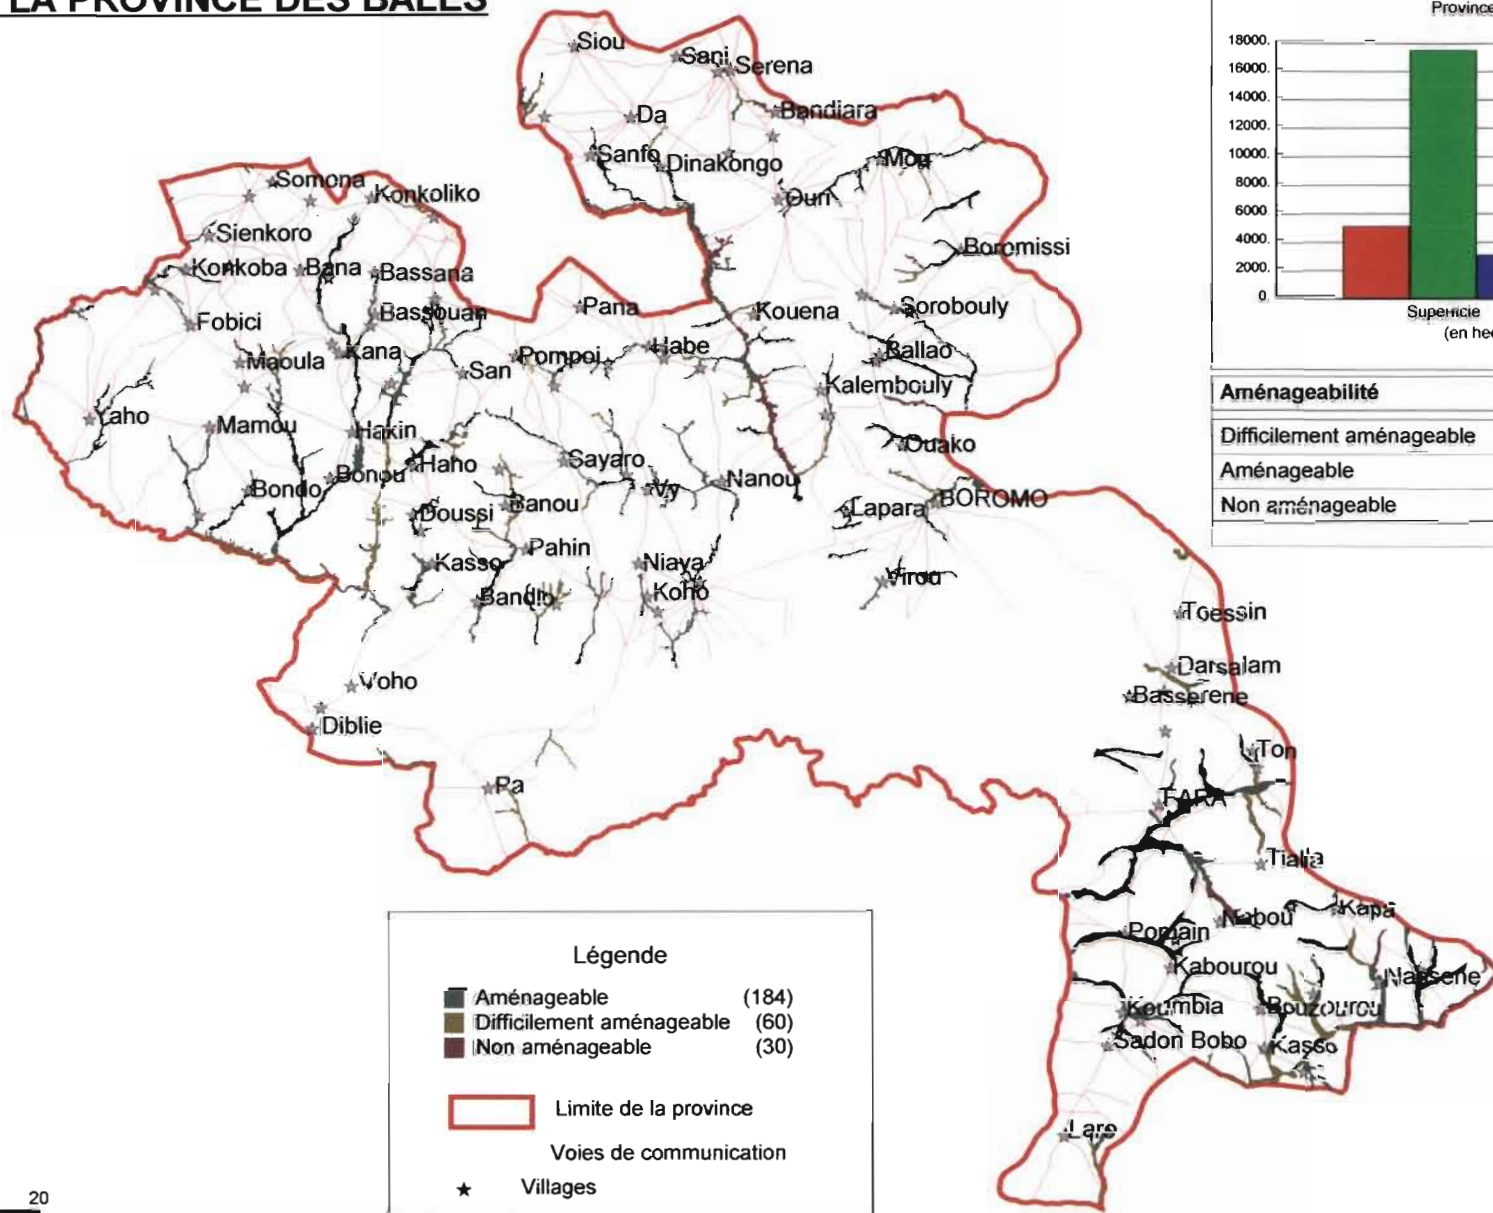 LA PROVINCE DES BALES
Province
18000.
16000.
14000.
12000.
10000.
8000.
6000.
4000.
2000.
0.
Superficie
(en hec
Aménageabilité
Difficilement aménageable
Aménageable
Non aménageable
Siou
Sani
Serena
Da
Bandiara
Sanfo
Dinakongo
Mou
Ouri
Somona
Konkoliko
Sienkoro
Boromissi
Konkoba
Bana
Bassana
Pana
Kouena
Sorobouly
Fobici
Bassouan
Maoula
Kana
San
Pompoi
Habe
Ballao
Kalembouly
Yaho
Mamou
Hakin
Ouako
Haho
Sayaro
Bondo
Bonou
Vy
Nanou
BOROMO
Doussi
Banou
Lapara
Kasso
Pahin
Niaya
Virou
Bandio
Koho
Toessin
Darsalam
Voho
Basserene
Diblie
Ton
Pa
FARA
Tialla
Nabou
Kapa
Pomain
Kabourou
Nassene
Koumbia
Bouzourou
Sadon Bobo
Kasso
Laro
Légende
Aménageable (184)
Difficilement aménageable (60)
Non aménageable (30)
Limite de la province
Voies de communication
Villages
20